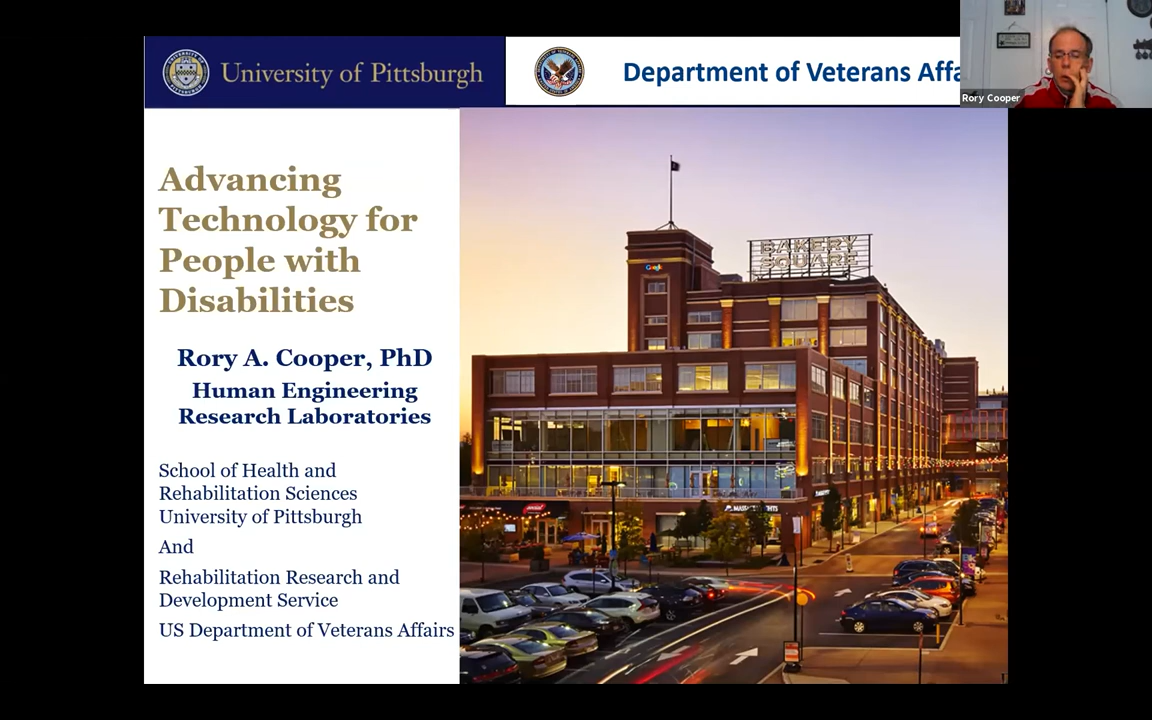 University of Pittsburgh
Department of Veterans Affa
Rory Cooper
Advancing
Technology for
People with
Disabilities
Rory A. Cooper, PhD
Human Engineering
Research Laboratories
School of Health and
Rehabilitation Sciences
University of Pittsburgh
And
Rehabilitation Research and
Development Service
US Department of Veterans Affairs
BAKERY
SQUARE
Google